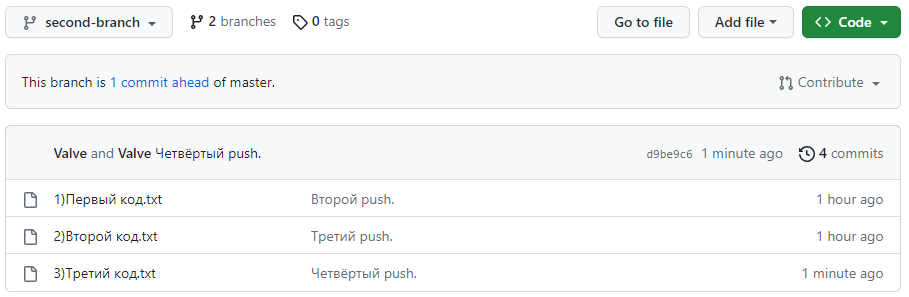 second-branch 2 branches 0 tags Go to file Add file Code
This branch is 1 commit ahead of master. Contribute
Valve and Valve Четвёртый push. d9be9c6 1 minute ago 4 commits
1)Первый код.txt Второй push. 1 hour ago
2)Второй код.txt Третий push. 1 hour ago
3)Третий код.txt Четвёртый push. 1 minute ago